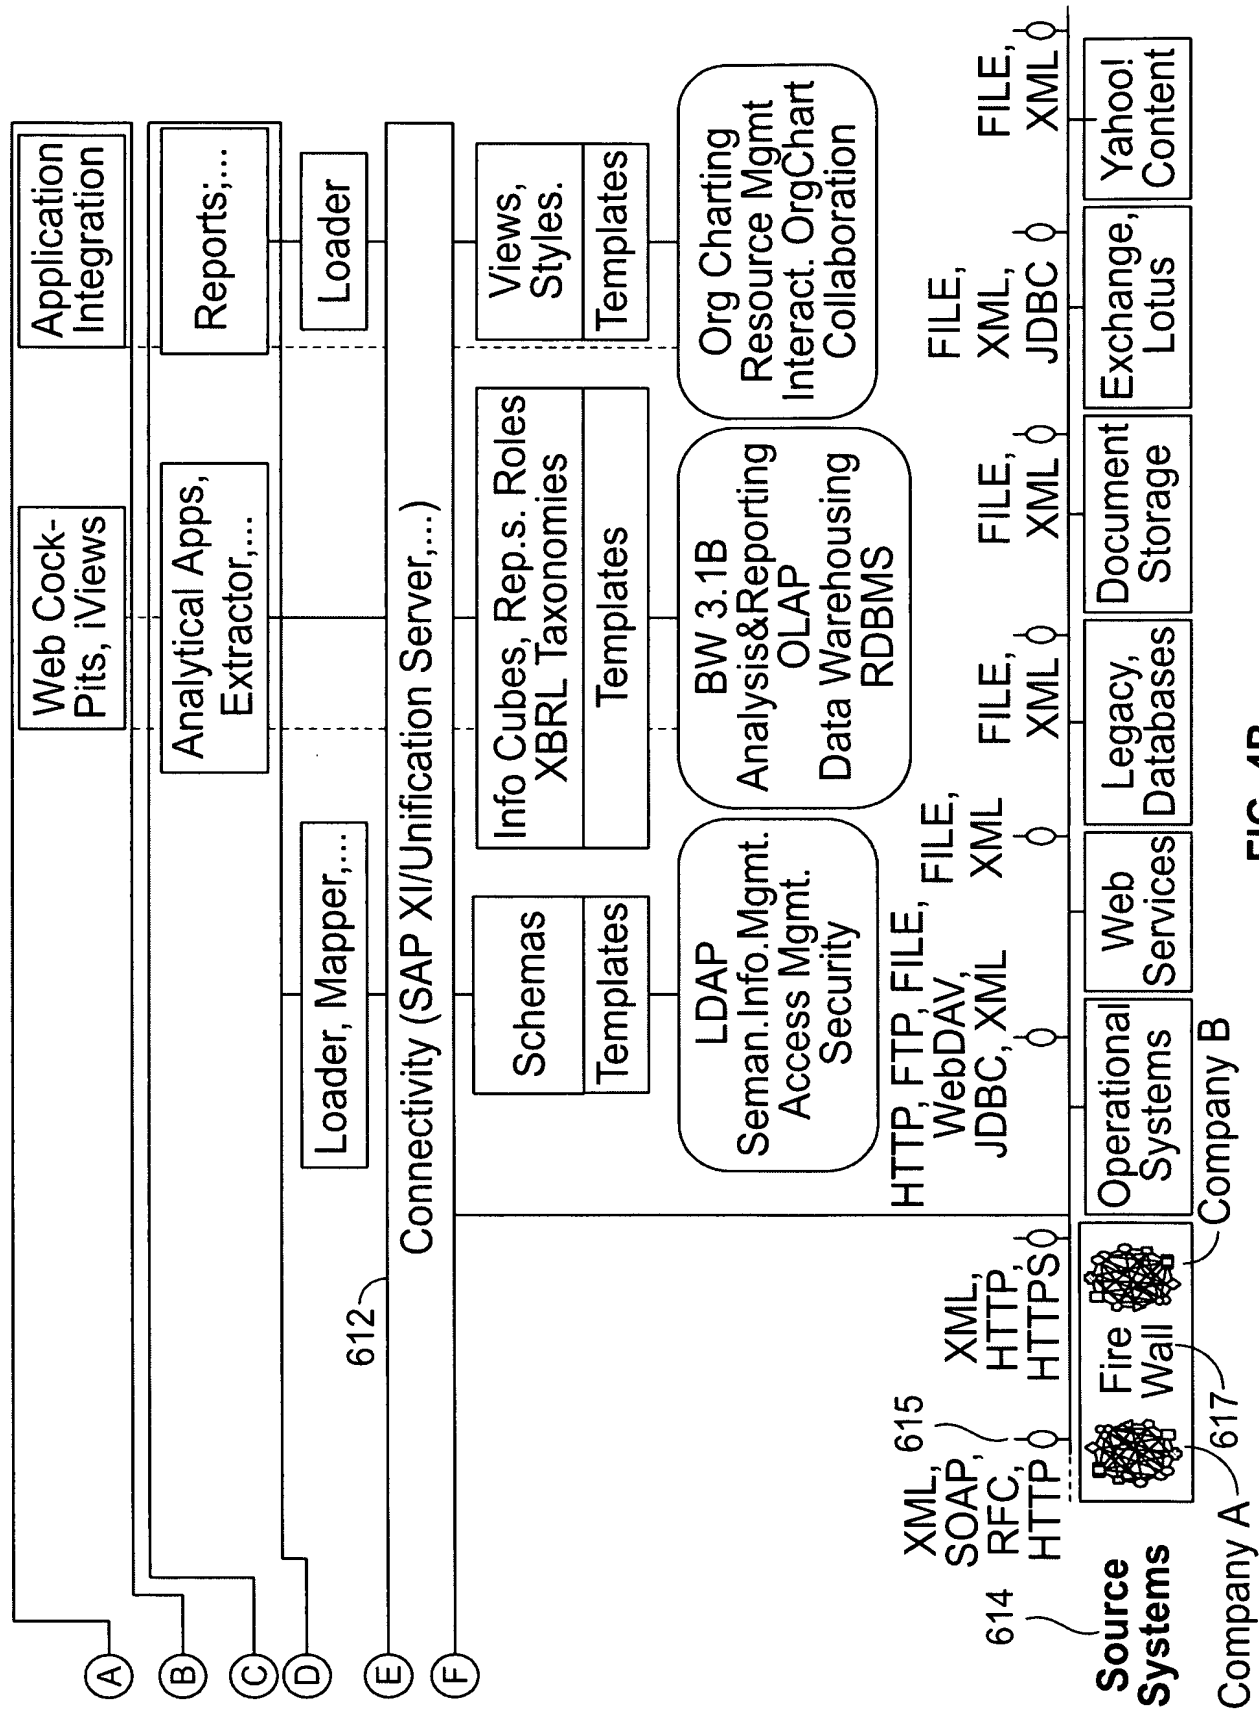 A
B
C
D
E
F
Web Cock-
Pits, iViews
Application
Integration
Analytical Apps,
Extractor,...
Reports;,...
Loader, Mapper,...
Loader
612
Connectivity (SAP XI/Unification Server,...)
Schemas
Templates
Info Cubes, Rep.s. Roles
XBRL Taxonomies
Templates
Views,
Styles.
Templates
LDAP
Seman.Info.Mgmt.
Access Mgmt.
Security
BW 3.1B
Analysis&Reporting
OLAP
Data Warehousing
RDBMS
Org Charting
Resource Mgmt
Interact. OrgChart
Collaboration
614
XML,
SOAP,
RFC,
HTTP
615
XML,
HTTP,
HTTPS
HTTP, FTP, FILE,
WebDAV,
JDBC, XML
FILE,
XML
FILE,
XML
FILE,
XML
FILE,
XML,
JDBC
FILE,
XML
Source
Systems
Fire
Wall
Operational
Systems
Web
Services
Legacy,
Databases
Document
Storage
Exchange,
Lotus
Yahoo!
Content
Company A
617
Company B